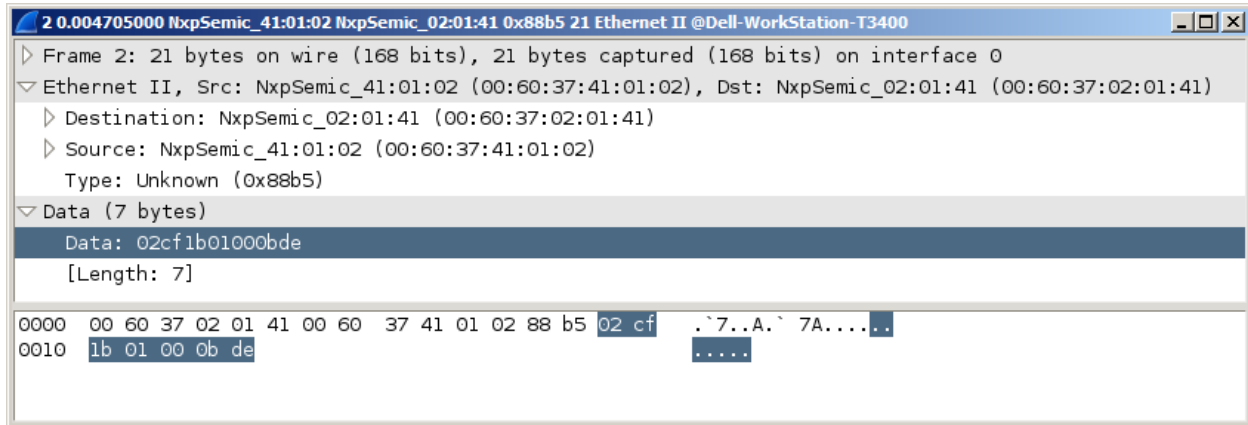 2 0.004705000 NxpSemic_41:01:02 NxpSemic_02:01:41 0x88b5 21 Ethernet II @Dell-WorkStation-T3400
Frame 2: 21 bytes on wire (168 bits), 21 bytes captured (168 bits) on interface 0
Ethernet II, Src: NxpSemic_41:01:02 (00:60:37:41:01:02), Dst: NxpSemic_02:01:41 (00:60:37:02:01:41)
Destination: NxpSemic_02:01:41 (00:60:37:02:01:41)
Source: NxpSemic_41:01:02 (00:60:37:41:01:02)
Type: Unknown (0x88b5)
Data (7 bytes)
Data: 02cf1b01000bde
[Length: 7]
0000 00 60 37 02 01 41 00 60 37 41 01 02 88 b5 02 cf .`7..A.` 7A......
0010 1b 01 00 0b de .....